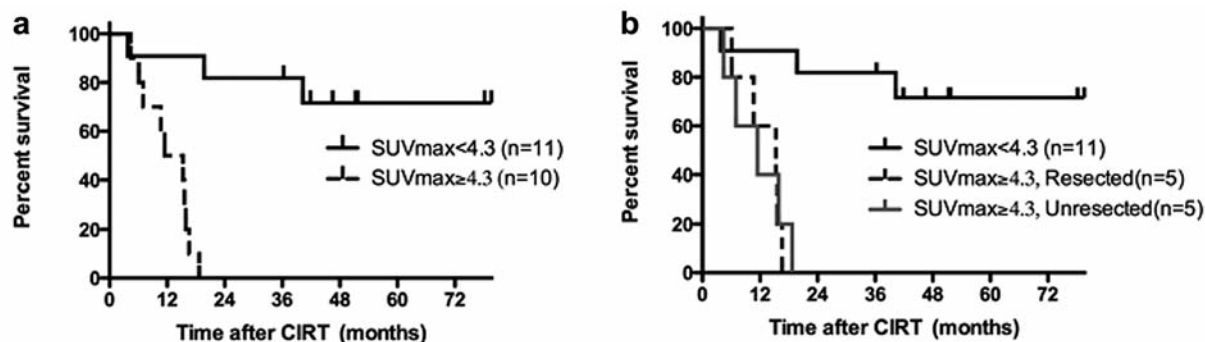 a
Percent survival
100
80
60
40
20
0
SUVmax<4.3 (n=11)
SUVmax≥4.3 (n=10)
0 12 24 36 48 60 72
Time after CIRT (months)
b
Percent survival
100
80
60
40
20
0
SUVmax<4.3 (n=11)
SUVmax≥4.3, Resected(n=5)
SUVmax≥4.3, Unresected(n=5)
0 12 24 36 48 60 72
Time after CIRT (months)